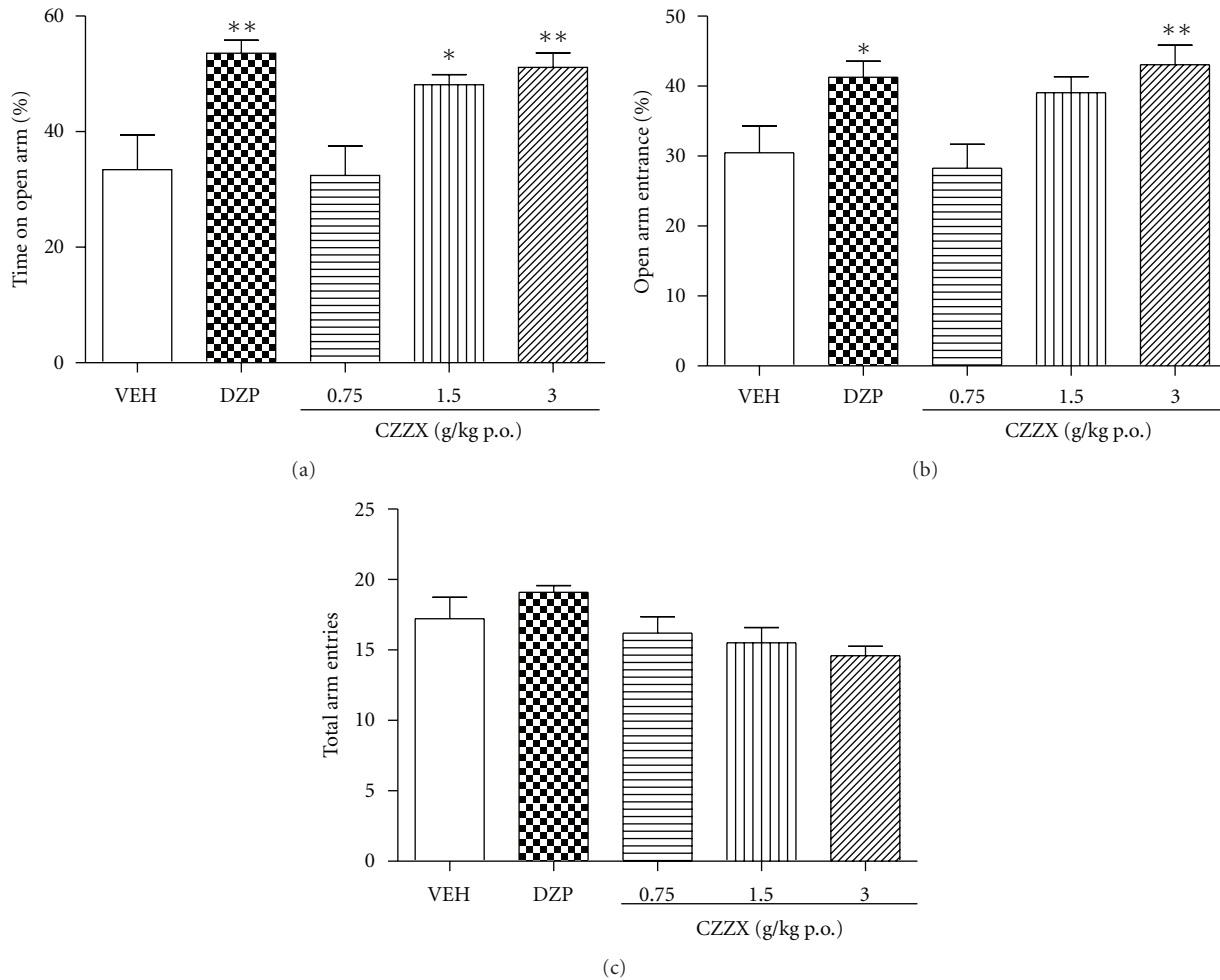 60
40
20
0
Time on open arm (%)
∗∗
∗
∗∗
VEH DZP 0.75 1.5 3
CZZX (g/kg p.o.)
(a)
50
40
30
20
10
0
Open arm entrance (%)
∗
∗∗
VEH DZP 0.75 1.5 3
CZZX (g/kg p.o.)
(b)
25
20
15
10
5
0
Total arm entries
VEH DZP 0.75 1.5 3
CZZX (g/kg p.o.)
(c)